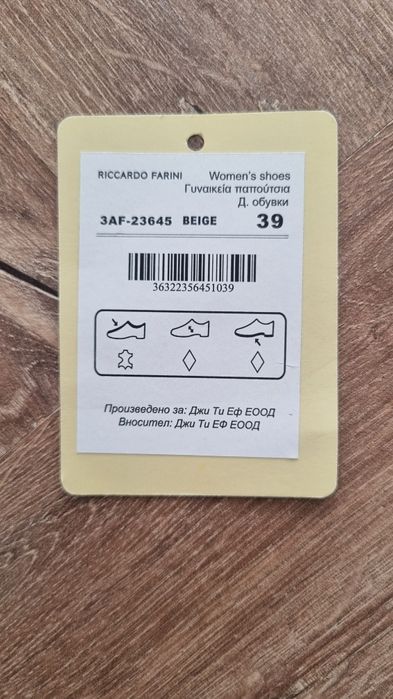 RICCARDO FARINI Women's shoes
Γυναικεία παπούτσια
Д. обувки
3AF-23645 BEIGE 39
36322356451039
Произведено за: Джи Ти Еф ЕООД
Вносител: Джи Ти ЕФ ЕООД